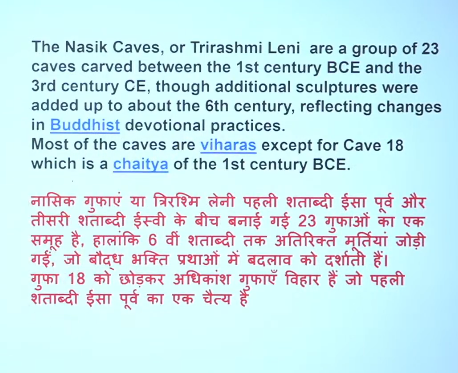 The Nasik Caves, or Trirashmi Leni are a group of 23
caves carved between the 1st century BCE and the
3rd century CE, though additional sculptures were
added up to about the 6th century, reflecting changes
in Buddhist devotional practices.
Most of the caves are viharas except for Cave 18
which is a chaitya of the 1st century BCE.
नासिक गुफाएं या त्रिरश्मि लेनी पहली शताब्दी ईसा पूर्व और
तीसरी शताब्दी ईस्वी के बीच बनाई गई 23 गुफाओं का एक
समूह है, हालांकि 6 वीं शताब्दी तक अतिरिक्त मूर्तियां जोड़ी
गईं, जो बौद्ध भक्ति प्रथाओं में बदलाव को दर्शाती हैं।
गुफा 18 को छोड़कर अधिकांश गुफाएँ विहार हैं जो पहली
शताब्दी ईसा पूर्व का एक चैत्य है